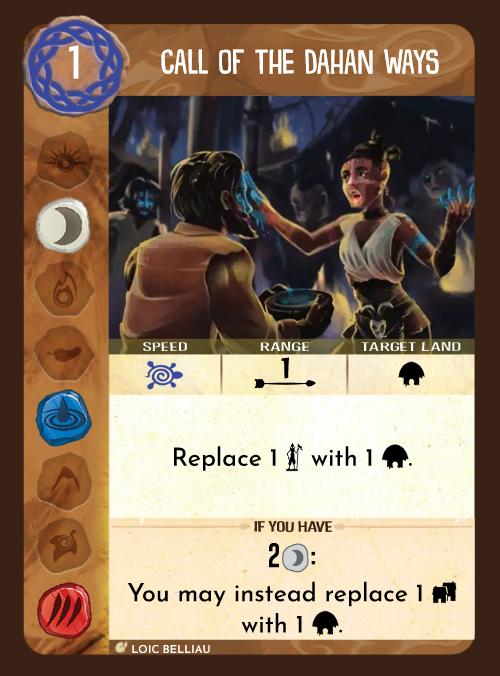 1
CALL OF THE DAHAN WAYS
SPEED RANGE TARGET LAND
1
Replace 1 with 1 .
IF YOU HAVE
2 :
You may instead replace 1
with 1 .
LOIC BELLIAU